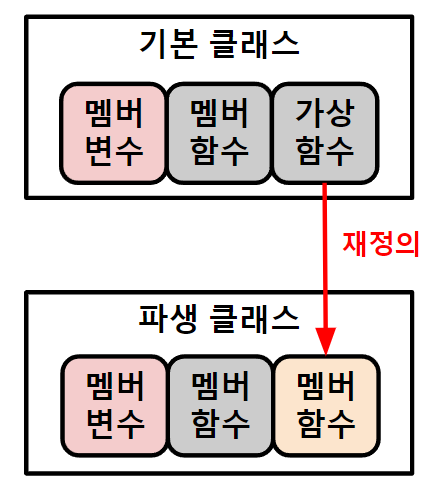 기본 클래스
멤버 멤버 가상
변수 함수 함수
재정의
파생 클래스
멤버 멤버 멤버
변수 함수 함수